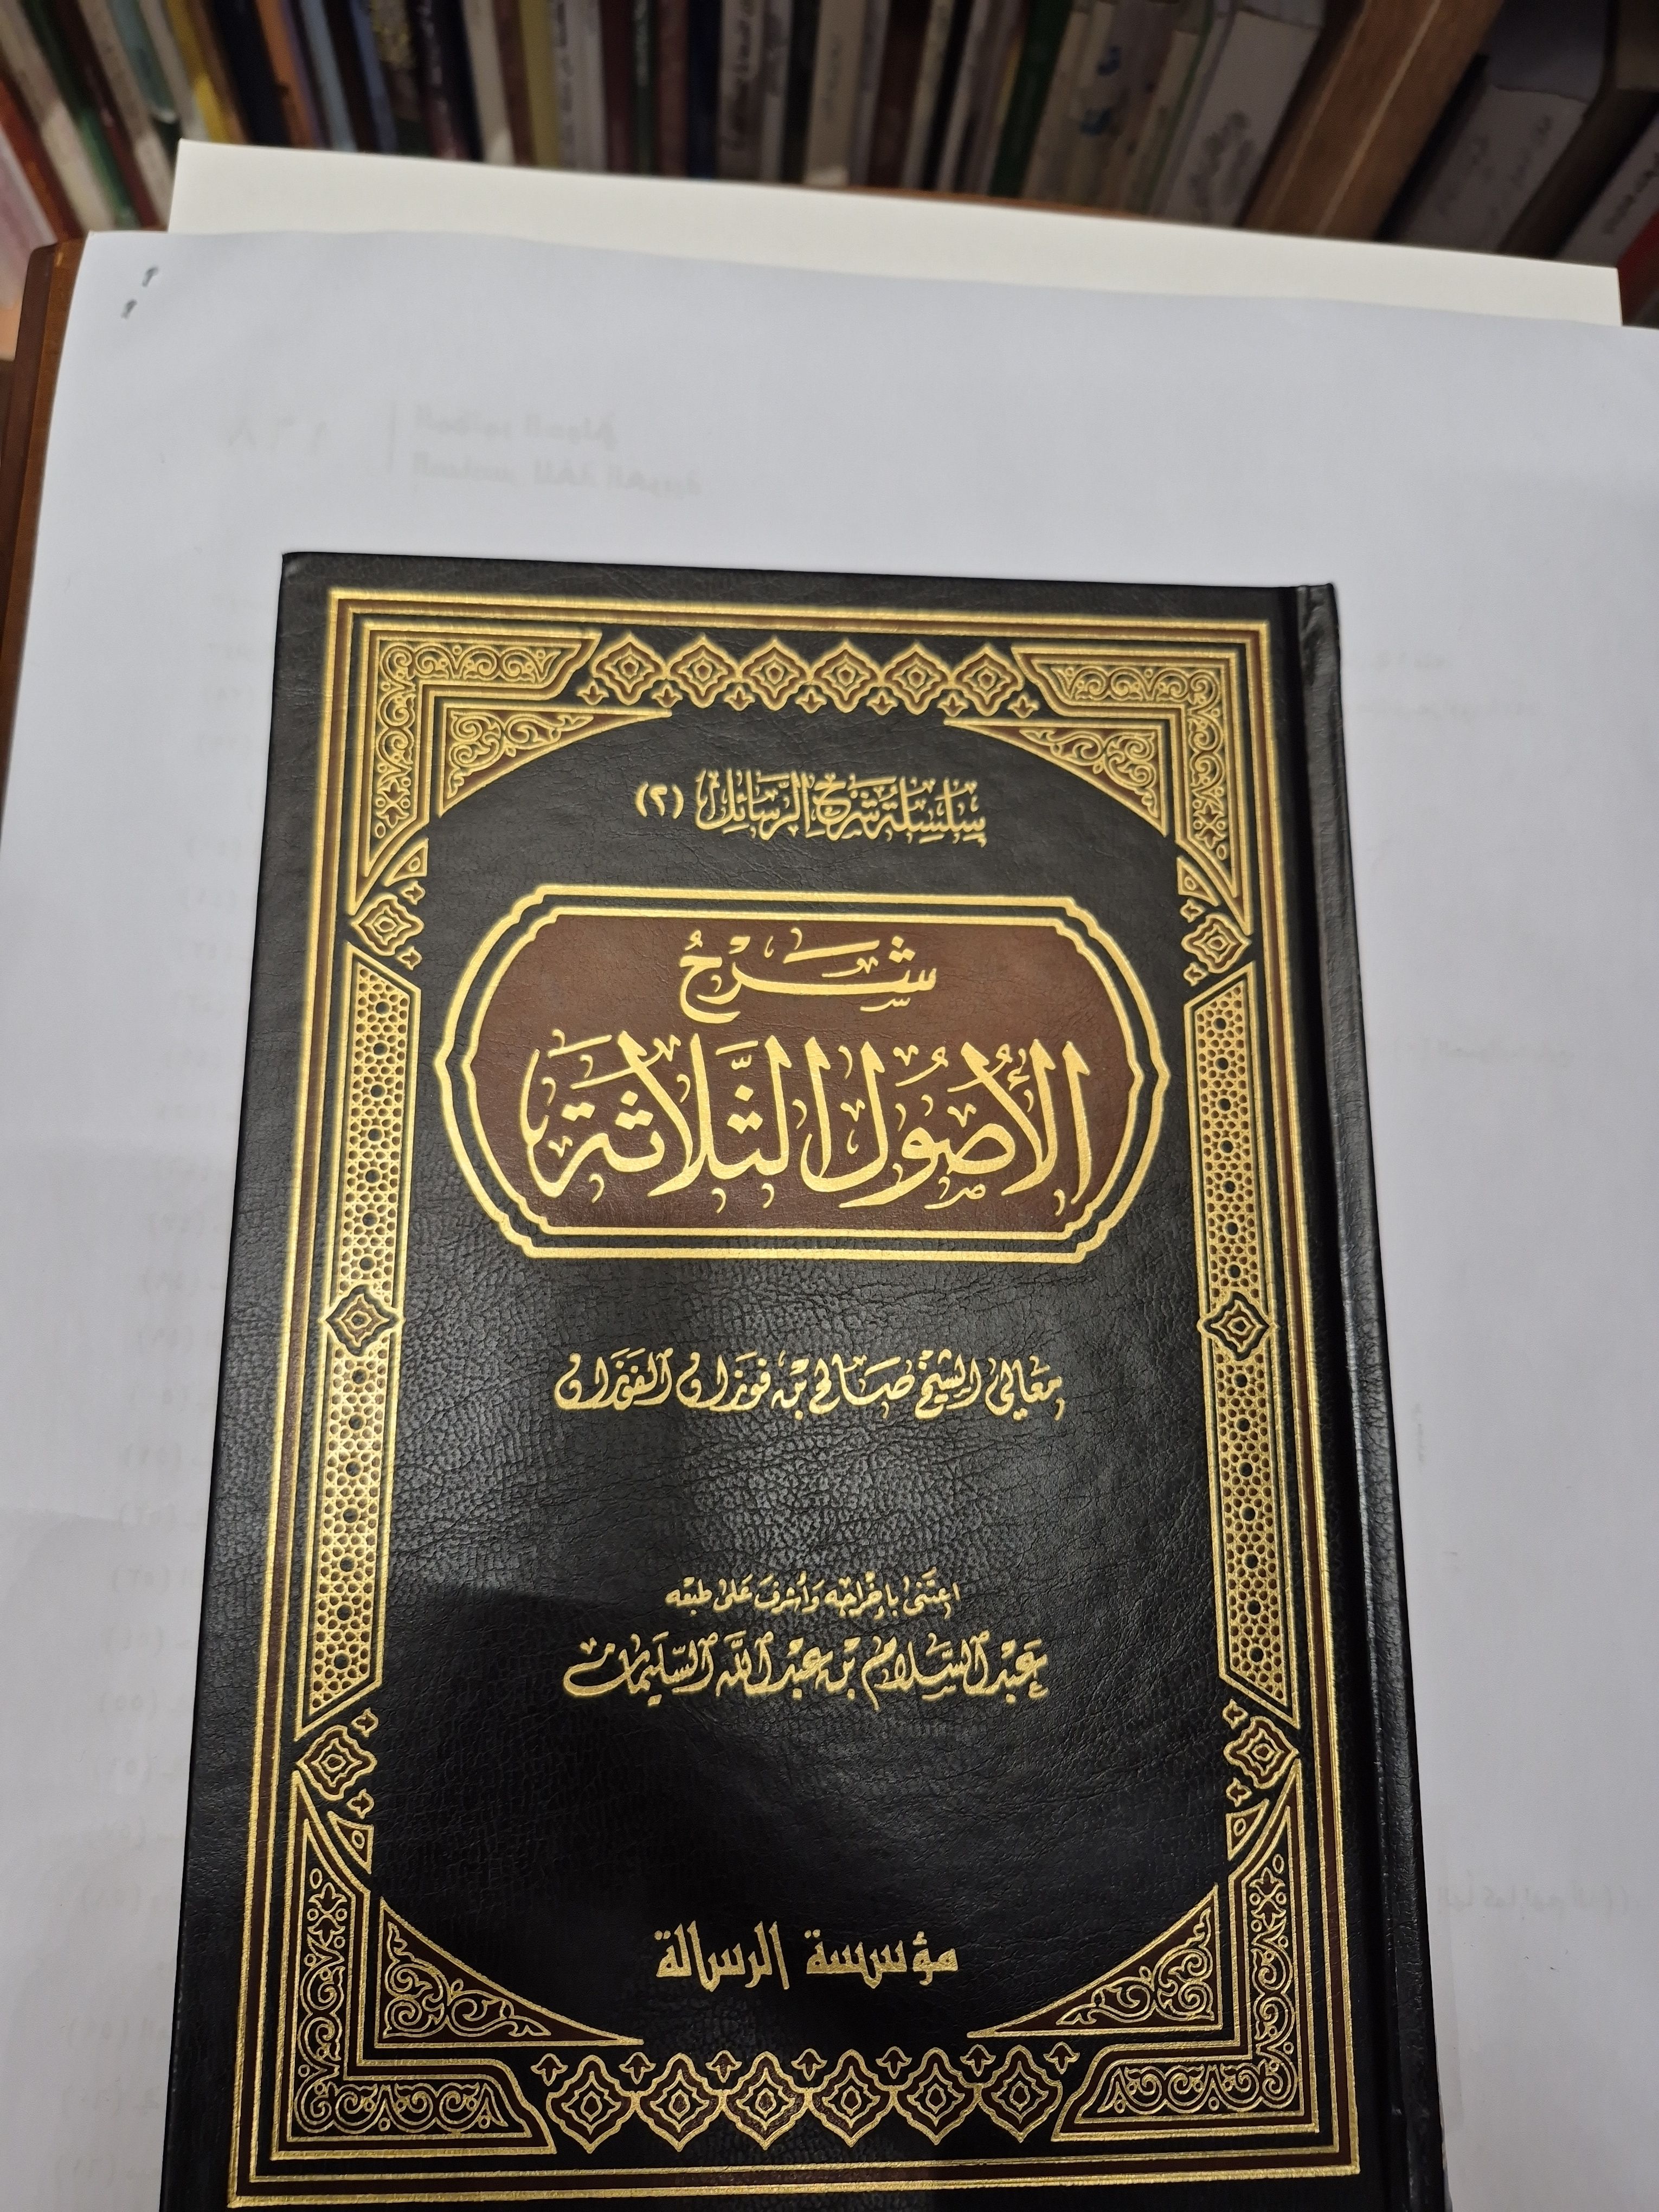 سلسلة شرح الرسائل (٢)
شرح
الأصول الثلاثة
معالي الشيخ صالح بن فوزان الفوزان
اعتنى بإخراجه وأشرف على طبعه
عبد السلام بن عبد الله السليمان
مؤسسة الرسالة